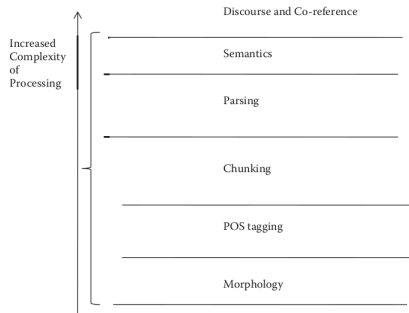 Discourse and Co-reference
Increased
Complexity
of
Processing
Semantics
Parsing
Chunking
POS tagging
Morphology